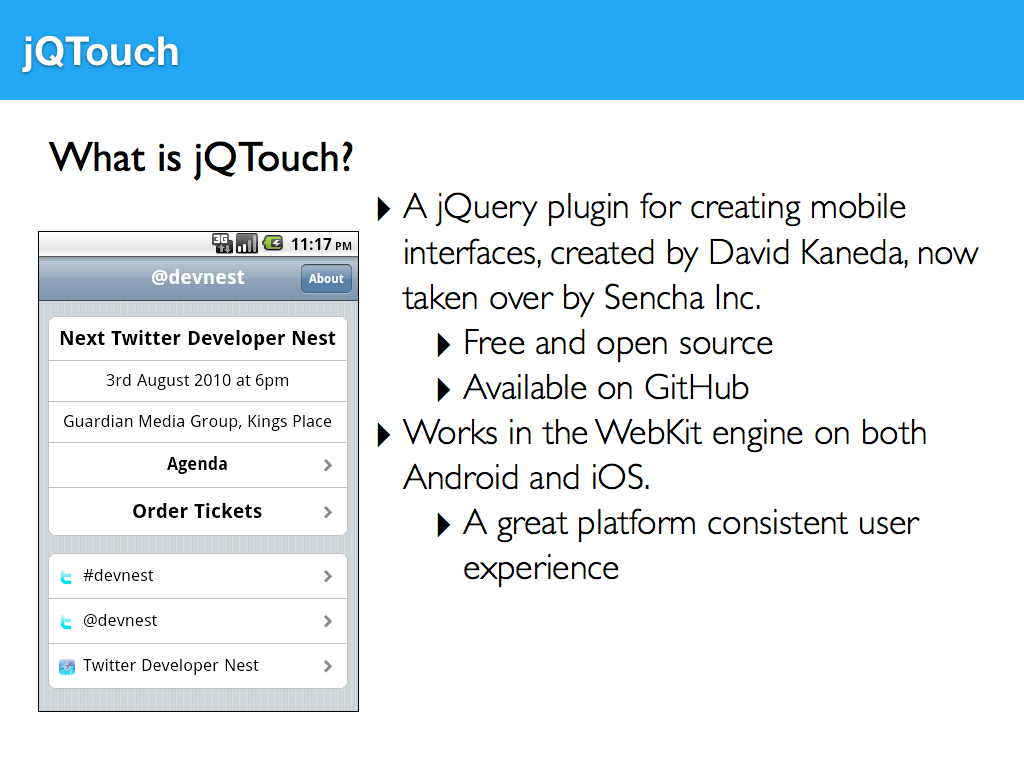 jQTouch
What is jQTouch?
3G 11:17 PM
@devnest About
Next Twitter Developer Nest
3rd August 2010 at 6pm
Guardian Media Group, Kings Place
Agenda
Order Tickets
#devnest
@devnest
Twitter Developer Nest
A jQuery plugin for creating mobile
interfaces, created by David Kaneda, now
taken over by Sencha Inc.
Free and open source
Available on GitHub
Works in the WebKit engine on both
Android and iOS.
A great platform consistent user
experience